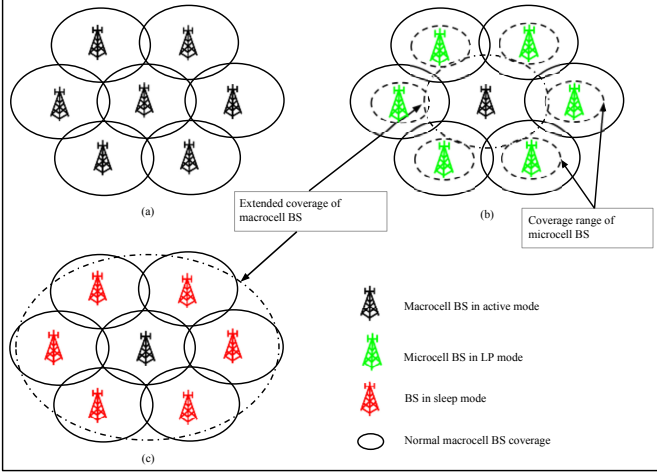 (a)
(b)
Extended coverage of
macrocell BS
Coverage range of
microcell BS
Macrocell BS in active mode
Microcell BS in LP mode
BS in sleep mode
Normal macrocell BS coverage
(c)